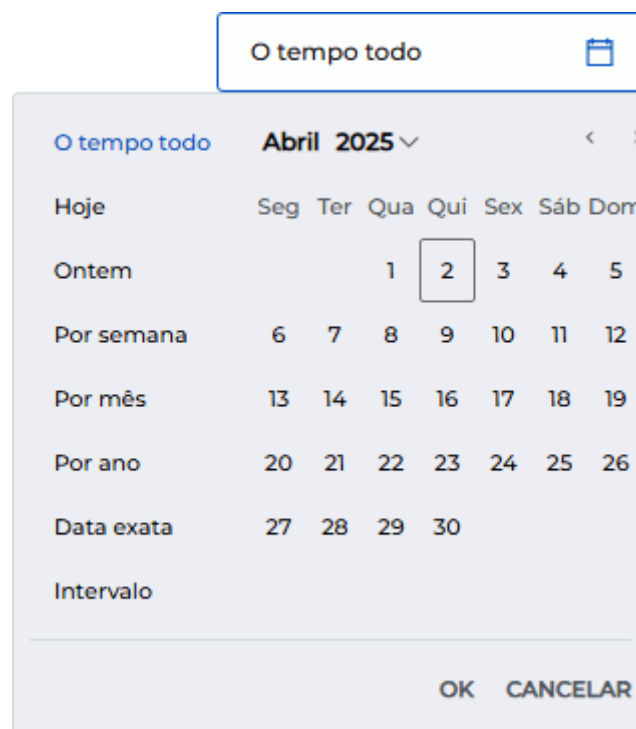 O tempo todo
O tempo todo Abril 2025
Hoje Seg Ter Qua Qui Sex Sáb Dom
Ontem 1 2 3 4 5
Por semana 6 7 8 9 10 11 12
Por mês 13 14 15 16 17 18 19
Por ano 20 21 22 23 24 25 26
Data exata 27 28 29 30
Intervalo
OK CANCELAR